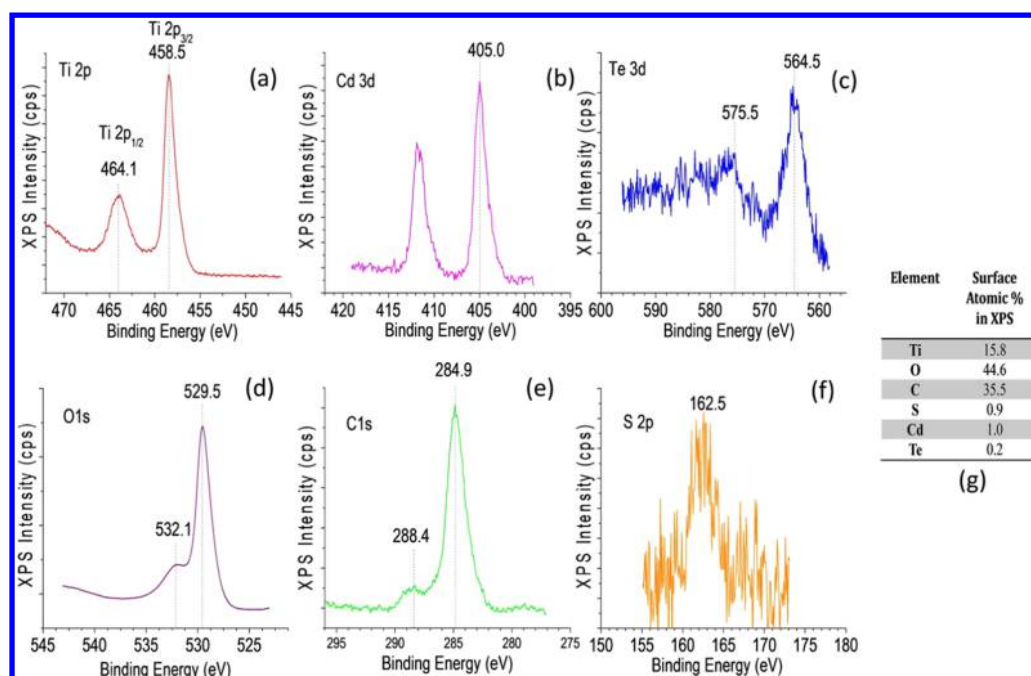 Ti 2p
Ti 2p3/2
458.5
(a)
Ti 2p1/2
464.1
XPS Intensity (cps)
470 465 460 455 450 445
Binding Energy (eV)
Cd 3d
405.0
(b)
XPS Intensity (cps)
420 410 405 400 395
Binding Energy (eV)
Te 3d
564.5
(c)
575.5
XPS Intensity (cps)
600 590 580 570 560
Binding Energy (eV)
O1s
529.5
(d)
532.1
XPS Intensity (cps)
545 540 535 530 525
Binding Energy (eV)
C1s
284.9
(e)
288.4
XPS Intensity (cps)
295 290 285 280 275
Binding Energy (eV)
S 2p
162.5
(f)
XPS Intensity (cps)
150 155 160 165 170 175 180
Binding Energy (eV)
Element Surface
Atomic %
in XPS
Ti 15.8
O 44.6
C 35.5
S 0.9
Cd 1.0
Te 0.2
(g)